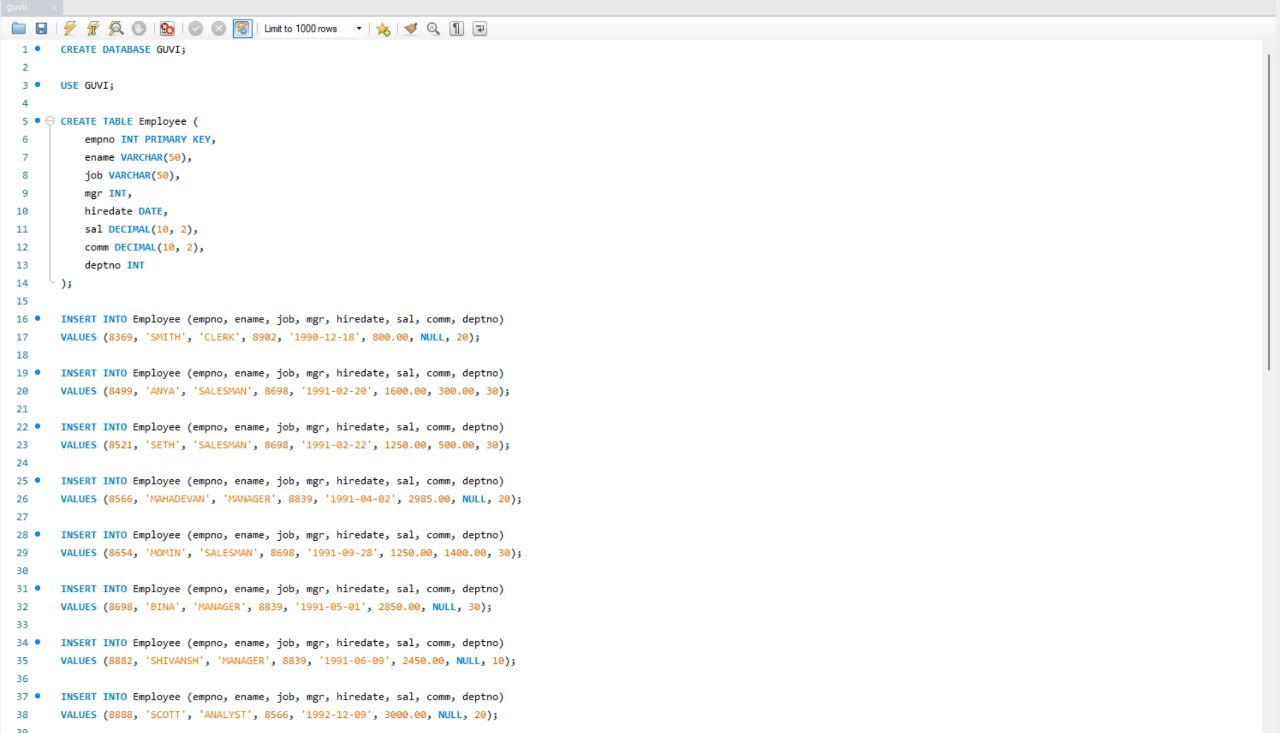 guvii ×
Limit to 1000 rows
1 CREATE DATABASE GUVI;
2
3 USE GUVI;
4
5 CREATE TABLE Employee (
6 empno INT PRIMARY KEY,
7 ename VARCHAR(50),
8 job VARCHAR(50),
9 mgr INT,
10 hiredate DATE,
11 sal DECIMAL(10, 2),
12 comm DECIMAL(10, 2),
13 deptno INT
14 );
15
16 INSERT INTO Employee (empno, ename, job, mgr, hiredate, sal, comm, deptno)
17 VALUES (8369, 'SMITH', 'CLERK', 8902, '1990-12-18', 800.00, NULL, 20);
18
19 INSERT INTO Employee (empno, ename, job, mgr, hiredate, sal, comm, deptno)
20 VALUES (8499, 'ANYA', 'SALESMAN', 8698, '1991-02-20', 1600.00, 300.00, 30);
21
22 INSERT INTO Employee (empno, ename, job, mgr, hiredate, sal, comm, deptno)
23 VALUES (8521, 'SETH', 'SALESMAN', 8698, '1991-02-22', 1250.00, 500.00, 30);
24
25 INSERT INTO Employee (empno, ename, job, mgr, hiredate, sal, comm, deptno)
26 VALUES (8566, 'MAHADEVAN', 'MANAGER', 8839, '1991-04-02', 2985.00, NULL, 20);
27
28 INSERT INTO Employee (empno, ename, job, mgr, hiredate, sal, comm, deptno)
29 VALUES (8654, 'MOMIN', 'SALESMAN', 8698, '1991-09-28', 1250.00, 1400.00, 30);
30
31 INSERT INTO Employee (empno, ename, job, mgr, hiredate, sal, comm, deptno)
32 VALUES (8698, 'BINA', 'MANAGER', 8839, '1991-05-01', 2850.00, NULL, 30);
33
34 INSERT INTO Employee (empno, ename, job, mgr, hiredate, sal, comm, deptno)
35 VALUES (8882, 'SHIVANSH', 'MANAGER', 8839, '1991-06-09', 2450.00, NULL, 10);
36
37 INSERT INTO Employee (empno, ename, job, mgr, hiredate, sal, comm, deptno)
38 VALUES (8888, 'SCOTT', 'ANALYST', 8566, '1992-12-09', 3000.00, NULL, 20);
39